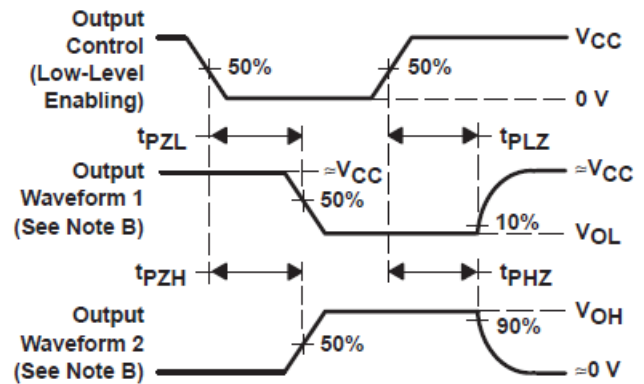 Output
Control
(Low-Level
Enabling)
50%
50%
VCC
0 V
tPZL
tPLZ
Output
Waveform 1
(See Note B)
≈VCC
50%
≈VCC
10%
VOL
tPZH
tPHZ
Output
Waveform 2
(See Note B)
50%
VOH
90%
≈0 V